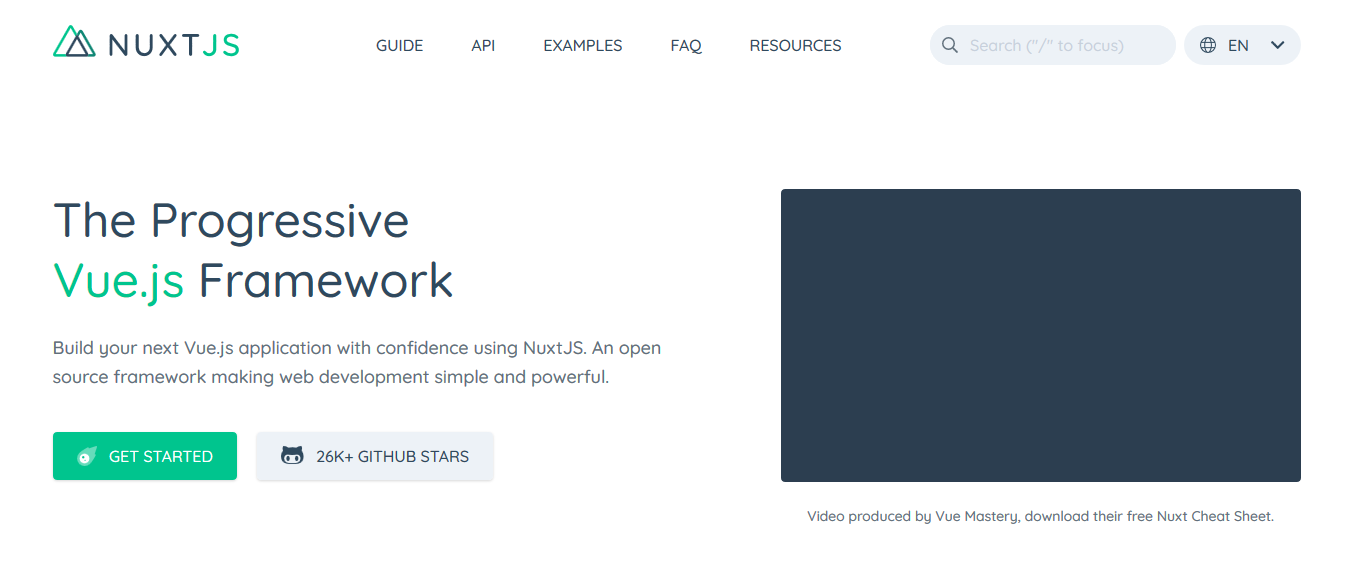 NUXTJS
GUIDE
API
EXAMPLES
FAQ
RESOURCES
Search ("/" to focus)
EN
The Progressive
Vue.js Framework
Build your next Vue.js application with confidence using NuxtJS. An open
source framework making web development simple and powerful.
GET STARTED
26K+ GITHUB STARS
Video produced by Vue Mastery, download their free Nuxt Cheat Sheet.